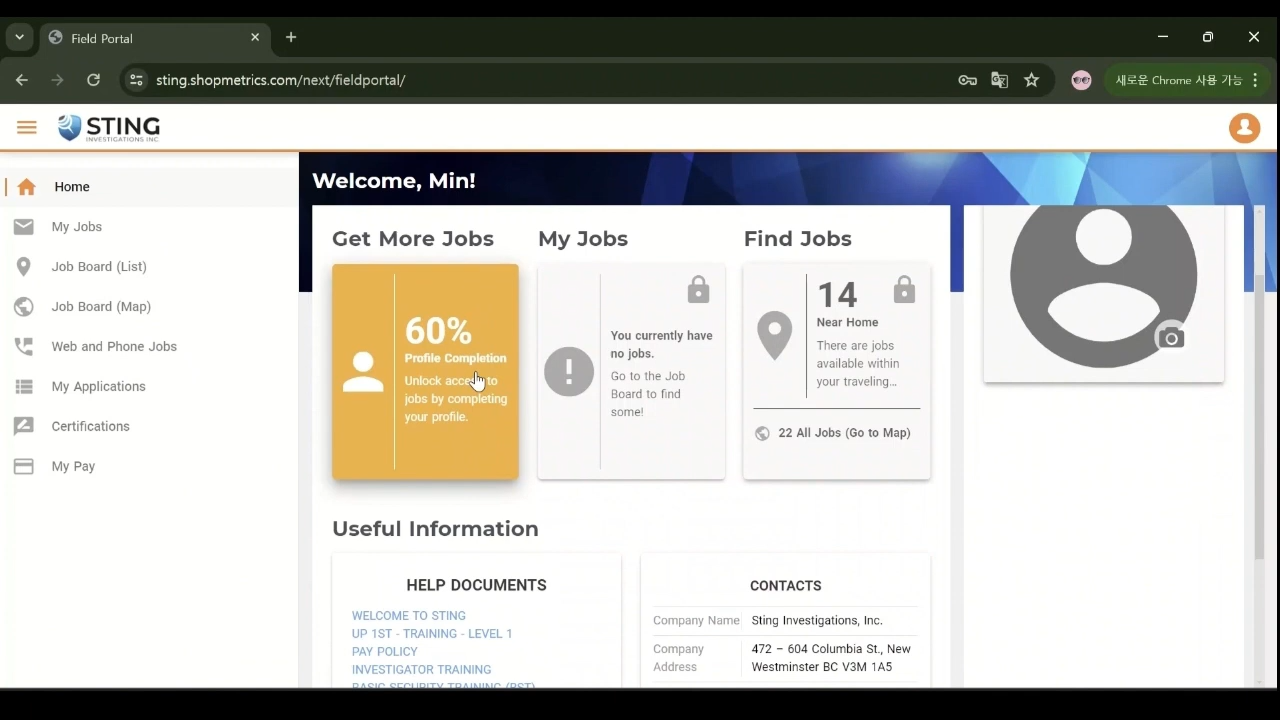 Field Portal
sting.shopmetrics.com/next/fieldportal/
새로운 Chrome 사용 가능
STING
INVESTIGATIONS INC
Home
My Jobs
Job Board (List)
Job Board (Map)
Web and Phone Jobs
My Applications
Certifications
My Pay
Welcome, Min!
Get More Jobs
60%
Profile Completion
Unlock access to
jobs by completing
your profile.
My Jobs
You currently have
no jobs.
Go to the Job
Board to find
some!
Find Jobs
14
Near Home
There are jobs
available within
your traveling...
22 All Jobs (Go to Map)
Useful Information
HELP DOCUMENTS
WELCOME TO STING
UP 1ST - TRAINING - LEVEL 1
PAY POLICY
INVESTIGATOR TRAINING
BASIC SECURITY TRAINING (BST)
CONTACTS
Company Name Sting Investigations, Inc.
Company Address 472 – 604 Columbia St., New
Westminster BC V3M 1A5